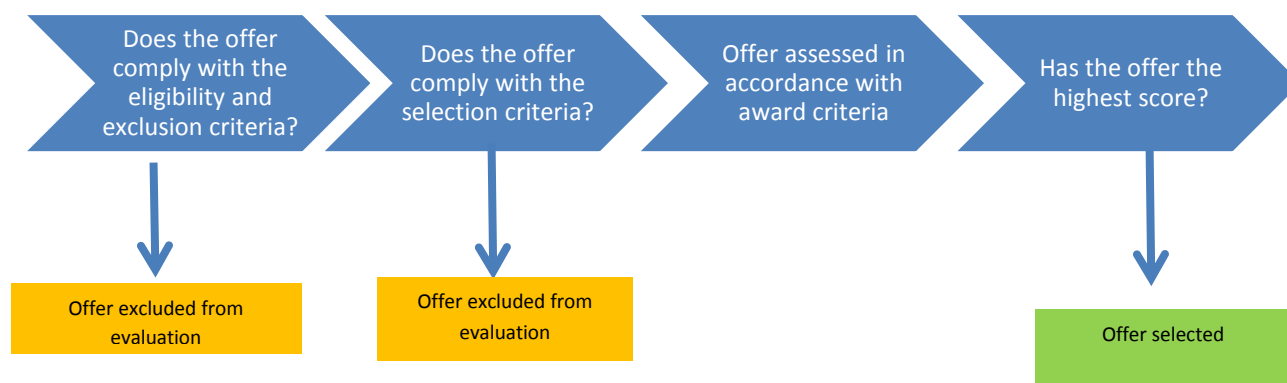 Does the offer
comply with the
eligibility and
exclusion criteria?
Does the offer
comply with the
selection criteria?
Offer assessed in
accordance with
award criteria
Has the offer the
highest score?
Offer excluded from
evaluation
Offer excluded from
evaluation
Offer selected